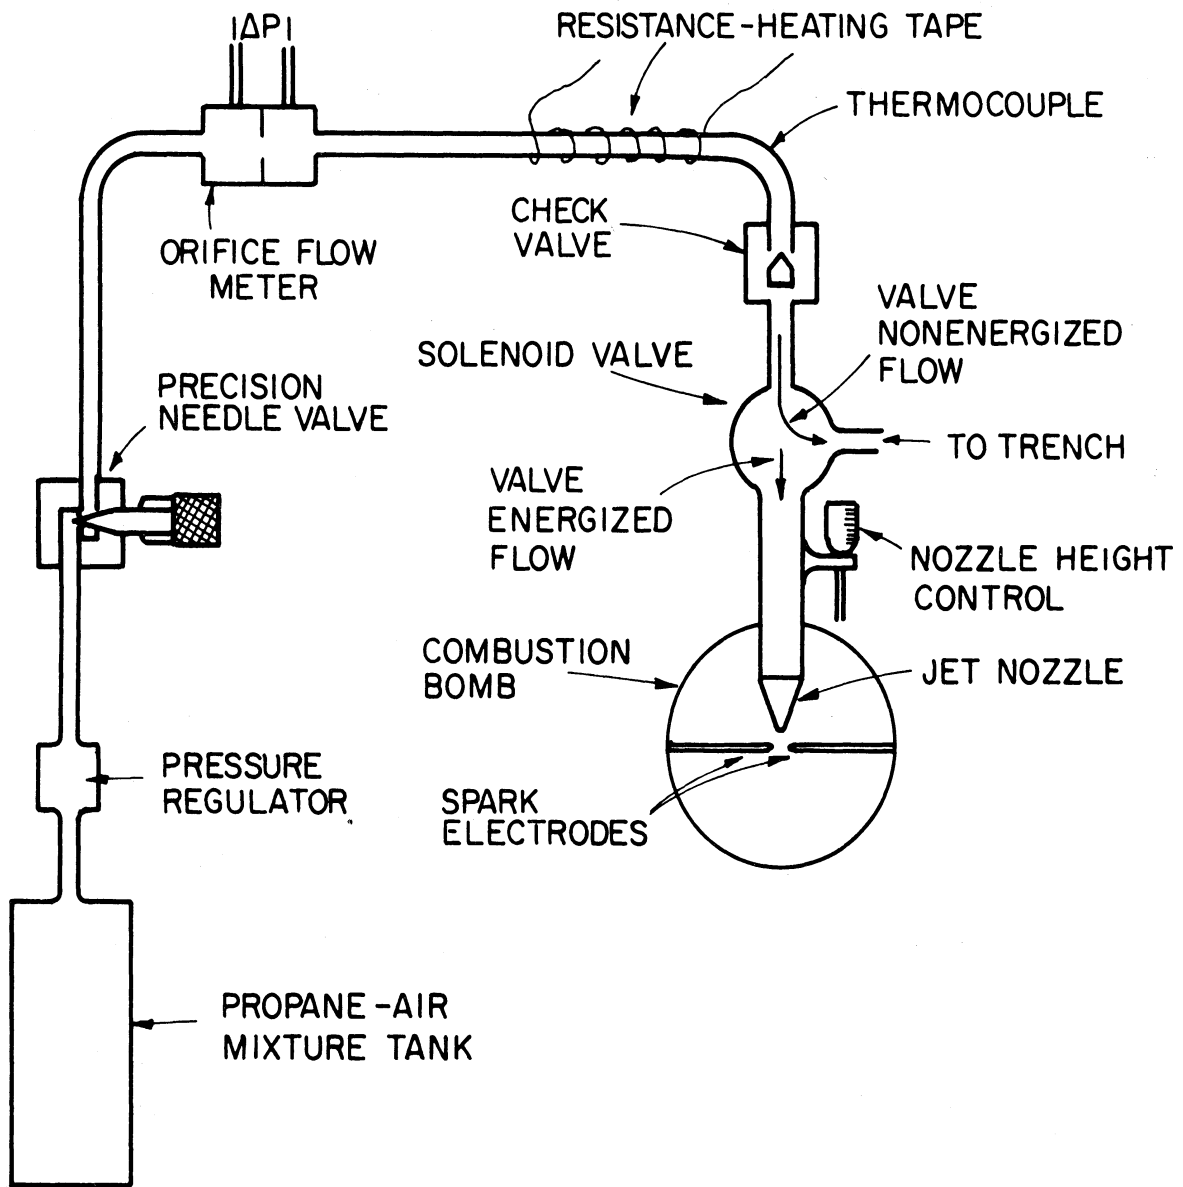 |ΔP|
RESISTANCE-HEATING TAPE
THERMOCOUPLE
CHECK
VALVE
ORIFICE FLOW
METER
VALVE
NONENERGIZED
FLOW
SOLENOID VALVE
PRECISION
NEEDLE VALVE
TO TRENCH
VALVE
ENERGIZED
FLOW
NOZZLE HEIGHT
CONTROL
COMBUSTION
BOMB
JET NOZZLE
PRESSURE
REGULATOR
SPARK
ELECTRODES
PROPANE-AIR
MIXTURE TANK